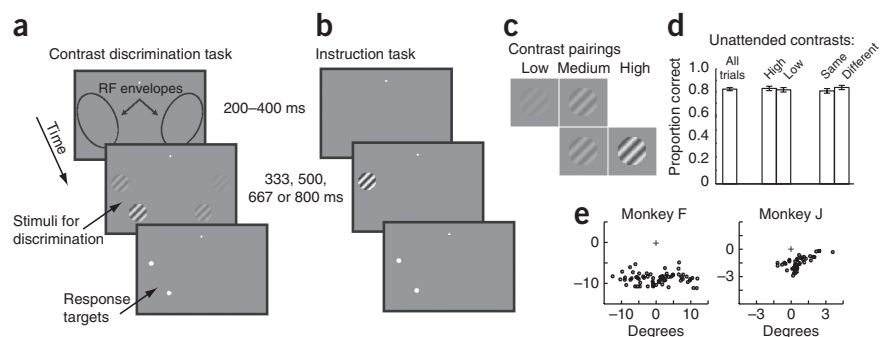 a
Contrast discrimination task
RF envelopes
200–400 ms
Time
333, 500,
667 or 800 ms
Stimuli for
discrimination
Response
targets
b
Instruction task
c
Contrast pairings
Low Medium High
d
Unattended contrasts:
All
trials
High
Low
Same
Different
Proportion correct
1.0
0.8
0.6
0.4
0.2
0
e
Monkey F
0
−10
−10 0 10
Degrees
Monkey J
0
−3
−3 0 3
Degrees